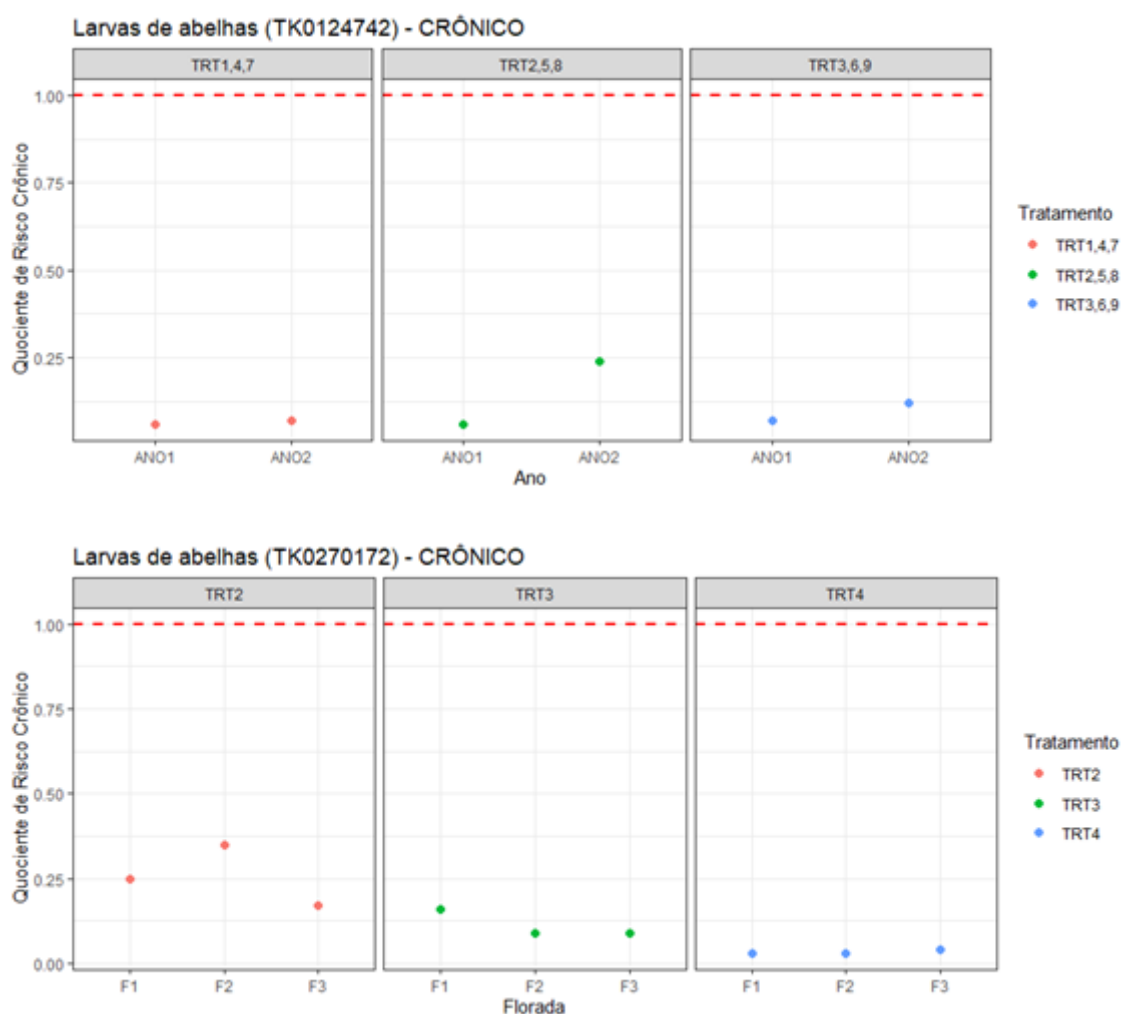 Larvas de abelhas (TK0124742) - CRÔNICO
TRT1,4,7
TRT2,5,8
TRT3,6,9
Quociente de Risco Crônico
1.00
0.75
0.50
0.25
ANO1
ANO2
ANO1
ANO2
ANO1
ANO2
Ano
Tratamento
TRT1,4,7
TRT2,5,8
TRT3,6,9
Larvas de abelhas (TK0270172) - CRÔNICO
TRT2
TRT3
TRT4
Quociente de Risco Crônico
1.00
0.75
0.50
0.25
0.00
F1
F2
F3
F1
F2
F3
F1
F2
F3
Florada
Tratamento
TRT2
TRT3
TRT4